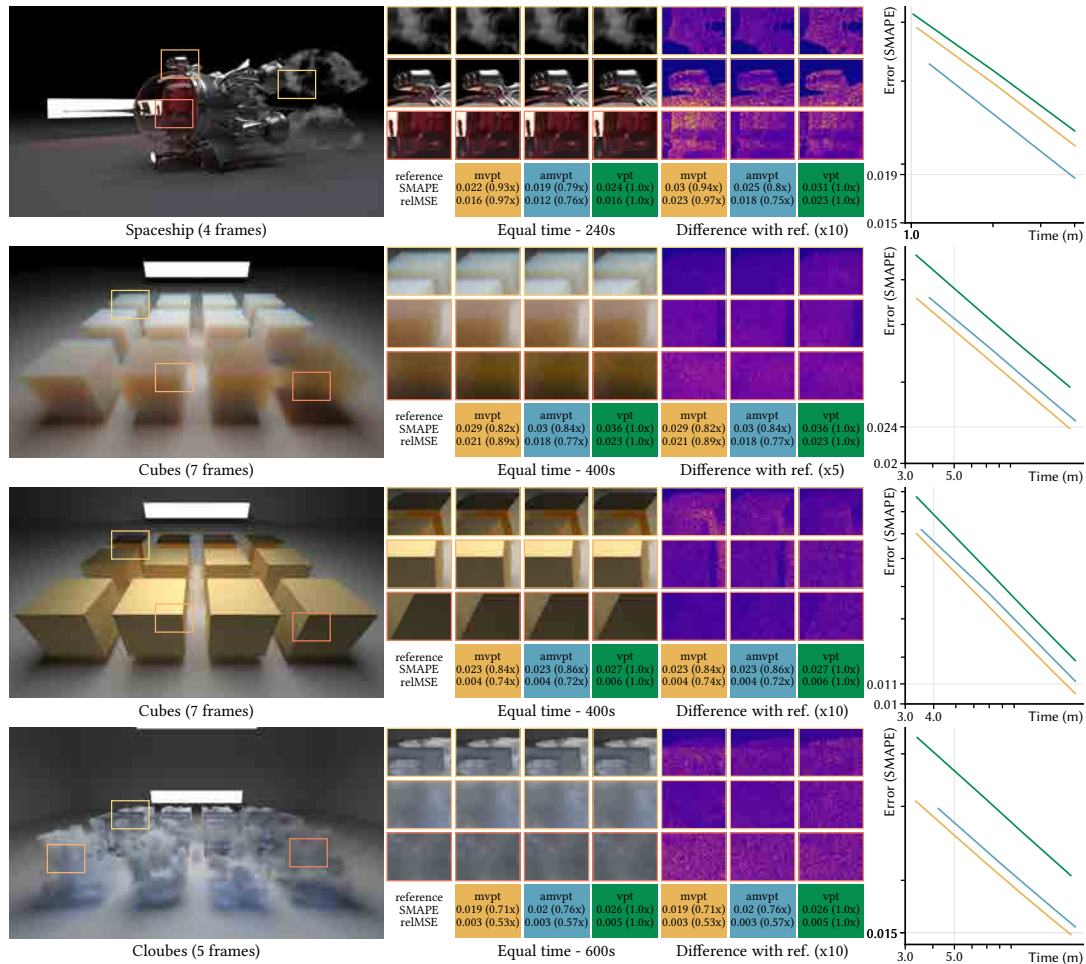 reference mvpt amvpt vpt mvpt amvpt vpt
SMAPE 0.022 (0.93x) 0.019 (0.79x) 0.024 (1.0x) 0.03 (0.94x) 0.025 (0.8x) 0.031 (1.0x)
relMSE 0.016 (0.97x) 0.012 (0.76x) 0.016 (1.0x) 0.023 (0.97x) 0.018 (0.75x) 0.023 (1.0x)
Spaceship (4 frames) Equal time - 240s Difference with ref. (x10)
Error (SMAPE)
0.019
0.015
1.0 Time (m)
reference mvpt amvpt vpt mvpt amvpt vpt
SMAPE 0.029 (0.82x) 0.03 (0.84x) 0.036 (1.0x) 0.029 (0.82x) 0.03 (0.84x) 0.036 (1.0x)
relMSE 0.021 (0.89x) 0.018 (0.77x) 0.023 (1.0x) 0.021 (0.89x) 0.018 (0.77x) 0.023 (1.0x)
Cubes (7 frames) Equal time - 400s Difference with ref. (x5)
Error (SMAPE)
0.024
0.02
3.0 5.0 Time (m)
reference mvpt amvpt vpt mvpt amvpt vpt
SMAPE 0.023 (0.84x) 0.023 (0.86x) 0.027 (1.0x) 0.023 (0.84x) 0.023 (0.86x) 0.027 (1.0x)
relMSE 0.004 (0.74x) 0.004 (0.72x) 0.006 (1.0x) 0.004 (0.74x) 0.004 (0.72x) 0.006 (1.0x)
Cubes (7 frames) Equal time - 400s Difference with ref. (x10)
Error (SMAPE)
0.011
0.01
3.0 4.0 Time (m)
reference mvpt amvpt vpt mvpt amvpt vpt
SMAPE 0.019 (0.71x) 0.02 (0.76x) 0.026 (1.0x) 0.019 (0.71x) 0.02 (0.76x) 0.026 (1.0x)
relMSE 0.003 (0.53x) 0.003 (0.57x) 0.005 (1.0x) 0.003 (0.53x) 0.003 (0.57x) 0.005 (1.0x)
Cloubes (5 frames) Equal time - 600s Difference with ref. (x10)
Error (SMAPE)
0.015
3.0 5.0 Time (m)